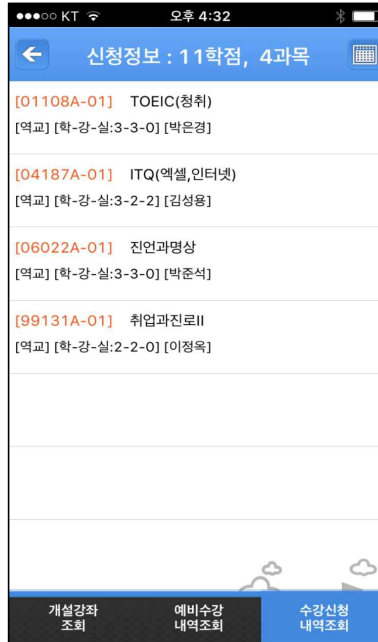 KT 오후 4:32
신청정보 : 11학점, 4과목
[01108A-01] TOEIC(청취)
[역교] [학-강-실:3-3-0] [박은경]
[04187A-01] ITQ(엑셀,인터넷)
[역교] [학-강-실:3-2-2] [김성용]
[06022A-01] 진언과명상
[역교] [학-강-실:3-3-0] [박준석]
[99131A-01] 취업과진로II
[역교] [학-강-실:2-2-0] [이정옥]
개설강좌 예비수강 수강신청
조회 내역조회 내역조회